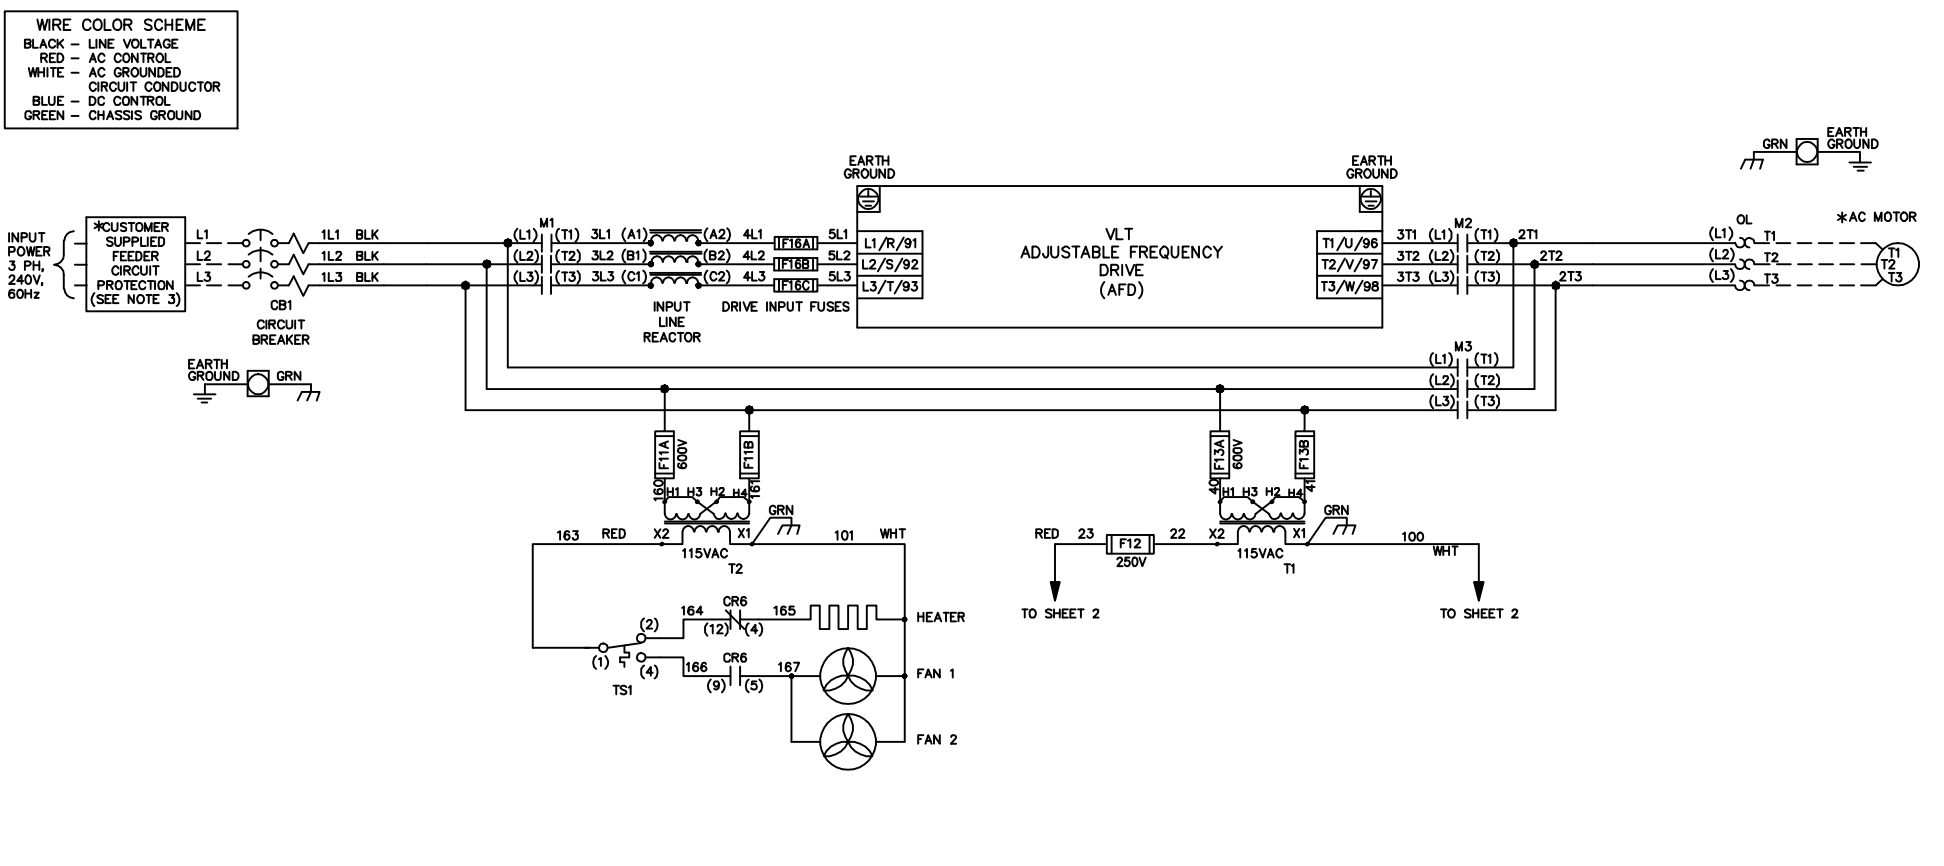 WIRE COLOR SCHEME
BLACK – LINE VOLTAGE
RED – AC CONTROL
WHITE – AC GROUNDED
CIRCUIT CONDUCTOR
BLUE – DC CONTROL
GREEN – CHASSIS GROUND
EARTH
GROUND
GRN
EARTH
GROUND
EARTH
GROUND
INPUT
POWER
3 PH,
240V,
60Hz
*CUSTOMER
SUPPLIED
FEEDER
CIRCUIT
PROTECTION
(SEE NOTE 3)
L1
L2
L3
CB1
CIRCUIT
BREAKER
1L1 BLK
1L2 BLK
1L3 BLK
M1
(L1) (T1) 3L1 (A1) (A2) 4L1 F16A 5L1
(L2) (T2) 3L2 (B1) (B2) 4L2 F16B 5L2
(L3) (T3) 3L3 (C1) (C2) 4L3 F16C 5L3
INPUT
LINE
REACTOR
DRIVE INPUT FUSES
L1/R/91
L2/S/92
L3/T/93
VLT
ADJUSTABLE FREQUENCY
DRIVE
(AFD)
T1/U/96
T2/V/97
T3/W/98
M2
3T1 (L1) (T1) 2T1
3T2 (L2) (T2) 2T2
3T3 (L3) (T3) 2T3
OL
(L1) T1
(L2) T2
(L3) T3
*AC MOTOR
T1
T2
T3
M3
(L1) (T1)
(L2) (T2)
(L3) (T3)
EARTH
GROUND
GRN
F11A
600V
F11B
160
161
H1 H3 H2 H4
GRN
163 RED X2 X1 101 WHT
115VAC
T2
F13A
600V
F13B
40
41
H1 H3 H2 H4
GRN
RED 23 F12 22 X2 X1 100
WHT
250V
115VAC
T1
TO SHEET 2
TO SHEET 2
CR6
164 165
(12) (4)
HEATER
(2)
(1)
(4)
TS1
CR6
166 167
(9) (5)
FAN 1
FAN 2